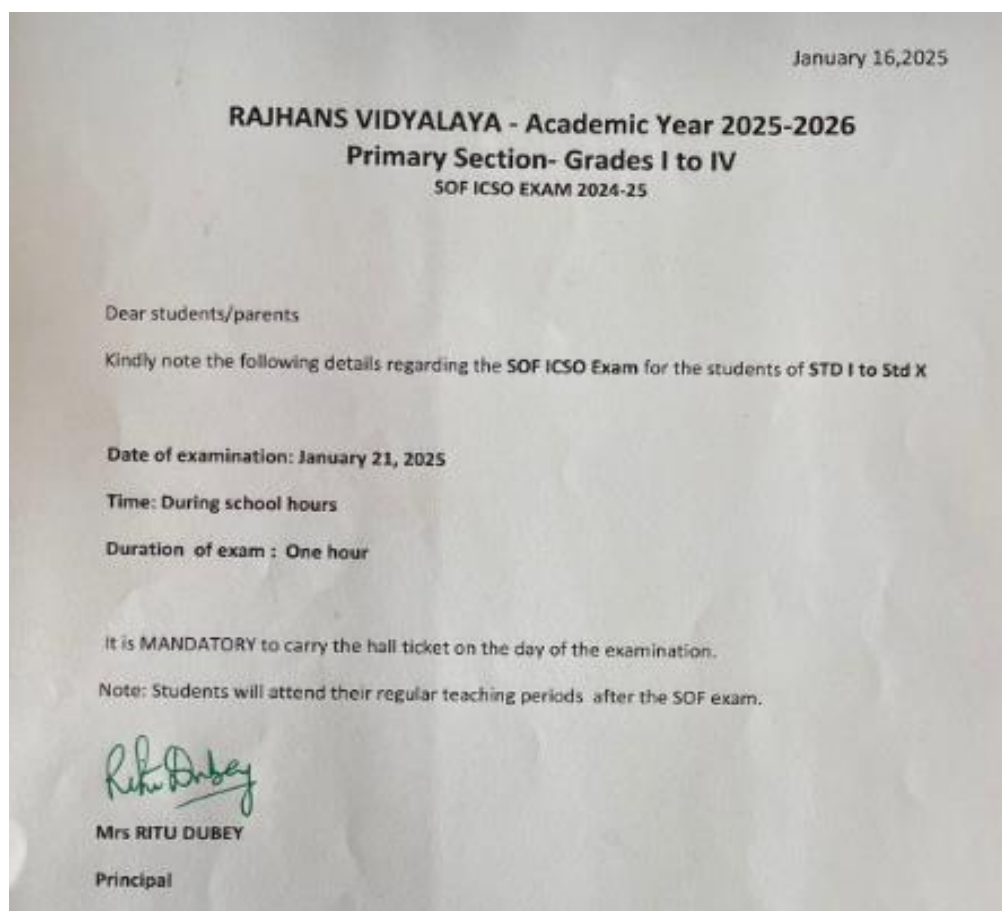 January 16,2025
RAJHANS VIDYALAYA - Academic Year 2025-2026
Primary Section- Grades I to IV
SOF ICSO EXAM 2024-25
Dear students/parents
Kindly note the following details regarding the SOF ICSO Exam for the students of STD I to Std X
Date of examination: January 21, 2025
Time: During school hours
Duration of exam : One hour
It is MANDATORY to carry the hall ticket on the day of the examination.
Note: Students will attend their regular teaching periods after the SOF exam.
Ritu Dubey
Mrs RITU DUBEY
Principal